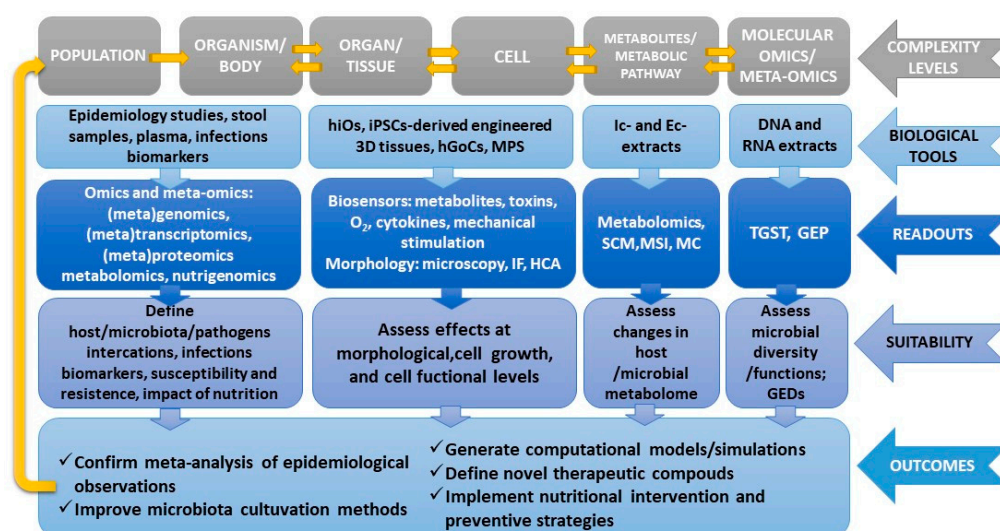 POPULATION
ORGANISM/
BODY
ORGAN/
TISSUE
CELL
METABOLITES/
METABOLIC
PATHWAY
MOLECULAR
OMICS/
META-OMICS
COMPLEXITY
LEVELS
Epidemiology studies, stool
samples, plasma, infections
biomarkers
hiOs, iPSCs-derived engineered
3D tissues, hGoCs, MPS
Ic- and Ec-
extracts
DNA and
RNA extracts
BIOLOGICAL
TOOLS
Omics and meta-omics:
(meta)genomics,
(meta)transcriptomics,
(meta)proteomics
metabolomics, nutrigenomics
Biosensors: metabolites, toxins,
O₂, cytokines, mechanical
stimulation
Morphology: microscopy, IF, HCA
Metabolomics,
SCM,MSI, MC
TGST, GEP
READOUTS
Define
host/microbiota/pathogens
intercations, infections
biomarkers, susceptibility and
resistence, impact of nutrition
Assess effects at
morphological,cell growth,
and cell fuctional levels
Assess
changes in
host
/microbial
metabolome
Assess
microbial
diversity
/functions;
GEDs
SUITABILITY
✓Confirm meta-analysis of epidemiological
observations
✓Improve microbiota cultuvation methods
✓Generate computational models/simulations
✓Define novel therapeutic compouds
✓Implement nutritional intervention and
preventive strategies
OUTCOMES